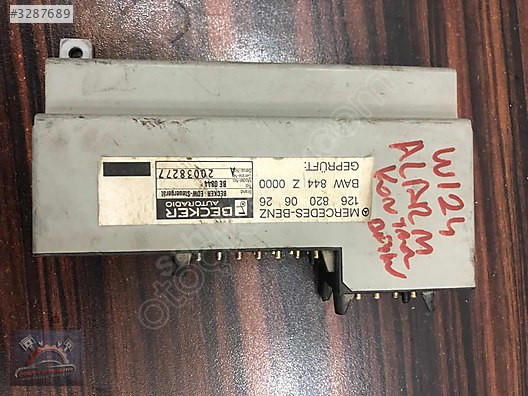 #3287689
BECKER
AUTORADIO
MERCEDES-BENZ
126 820 06 26
BAW 844 Z 0000
GEPRÜFT:
BECKER - EDW-Steuergerät
BE 0844
A
20038277
W124
ALARM